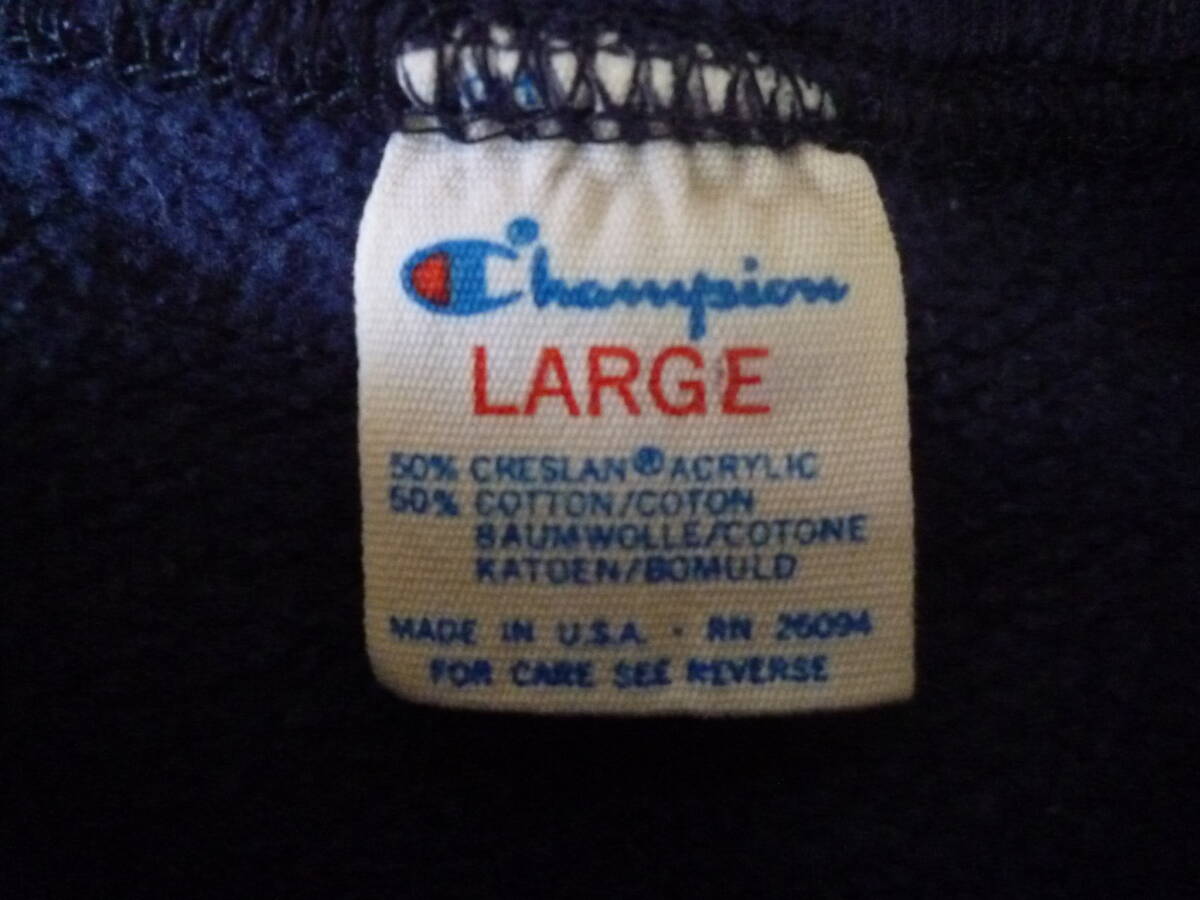 Champion®
LARGE
50% CRESLAN® ACRYLIC
50% COTTON/COTON
BAUMWOLLE/COTONE
KATOEN/BOMULD
MADE IN U.S.A. · RN 26094
FOR CARE SEE REVERSE